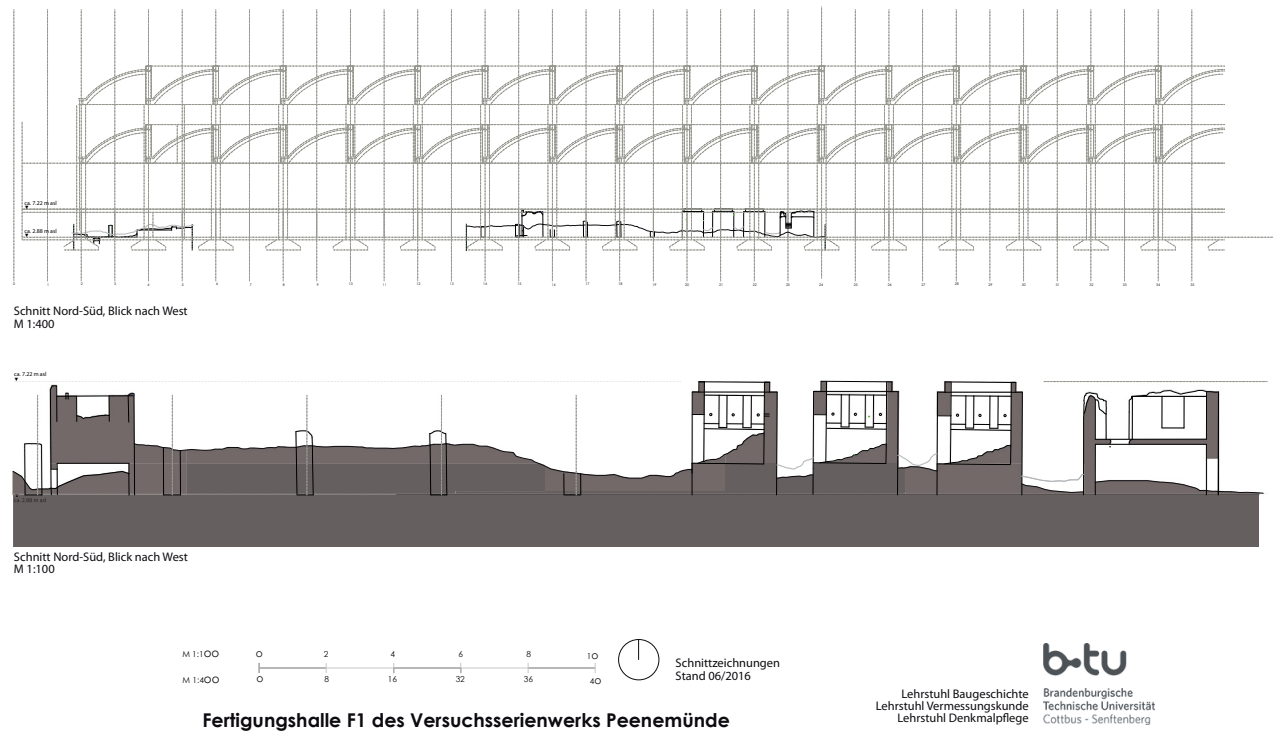 ca. 7.22 m asl
ca. 2.88 m asl
0 1 2 3 4 5 6 7 8 9 10 11 12 13 14 15 16 17 18 19 20 21 22 23 24 25 26 27 28 29 30 31 32 33 34 35
Schnitt Nord-Süd, Blick nach West
M 1:400
ca. 7.22 m asl
ca. 2.88 m asl
Schnitt Nord-Süd, Blick nach West
M 1:100
M 1:100 0 2 4 6 8 10
M 1:400 0 8 16 32 36 40
Schnittzeichnungen
Stand 06/2016
Fertigungshalle F1 des Versuchsserienwerks Peenemünde
Lehrstuhl Baugeschichte
Lehrstuhl Vermessungskunde
Lehrstuhl Denkmalpflege
b-tu
Brandenburgische
Technische Universität
Cottbus - Senftenberg